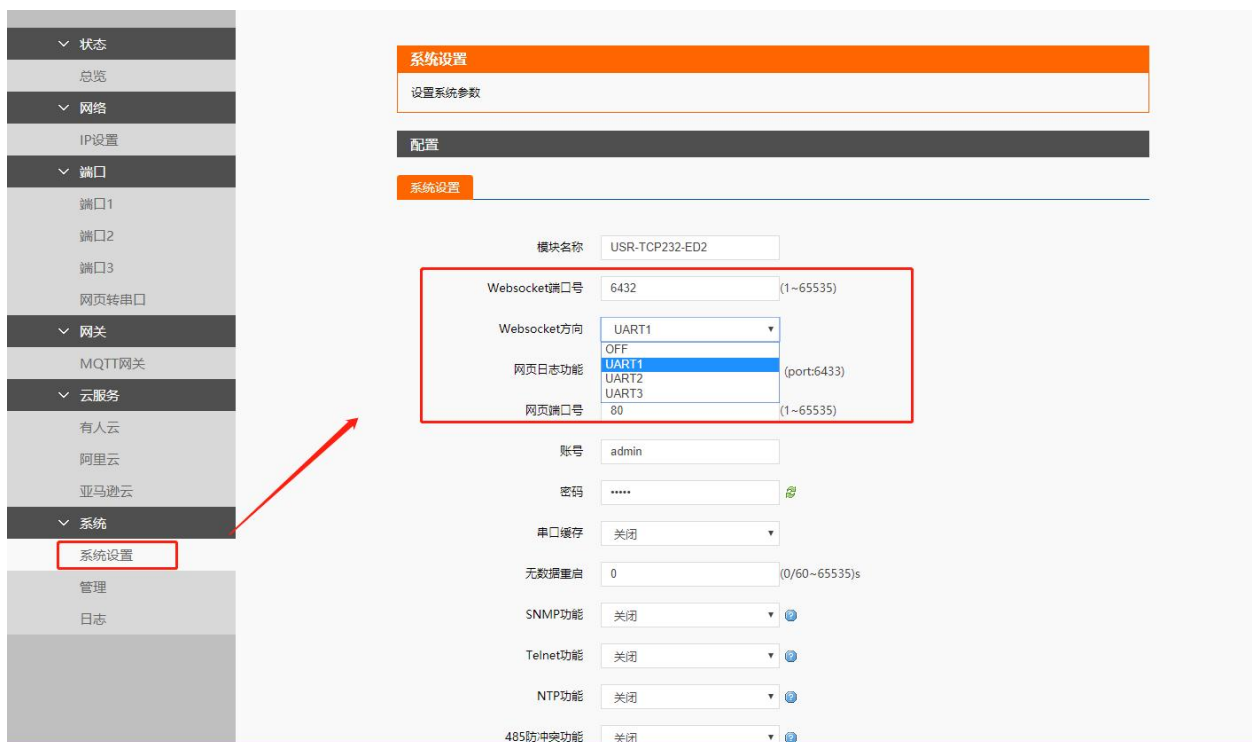 状态
总览
网络
IP设置
端口
端口1
端口2
端口3
网页转串口
网关
MQTT网关
云服务
有人云
阿里云
亚马逊云
系统
系统设置
管理
日志
系统设置
设置系统参数
配置
系统设置
模块名称 USR-TCP232-ED2
Websocket端口号 6432 (1~65535)
Websocket方向 UART1
OFF
UART1
网页日志功能 (port:6433)
UART2
UART3
网页端口号 80 (1~65535)
账号 admin
密码 •••••
串口缓存 关闭
无数据重启 0 (0/60~65535)s
SNMP功能 关闭
Telnet功能 关闭
NTP功能 关闭
485防冲突功能 关闭